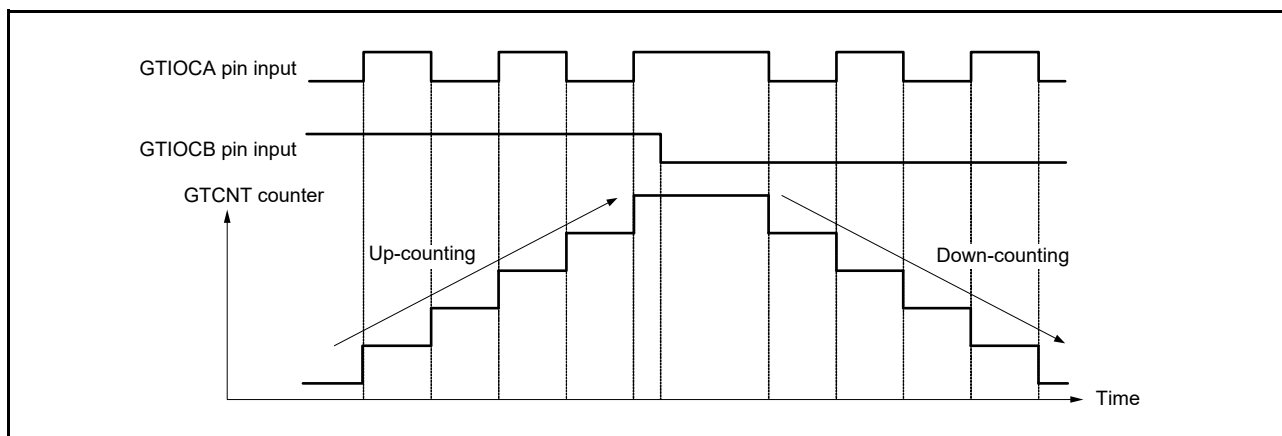 GTIOCA pin input
GTIOCB pin input
GTCNT counter
Up-counting
Down-counting
Time